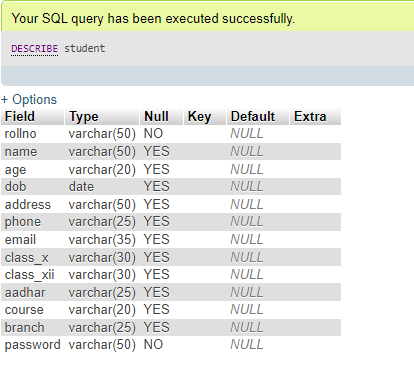 Your SQL query has been executed successfully.
DESCRIBE student
+ Options
Field Type Null Key Default Extra
rollno varchar(50) NO NULL
name varchar(50) YES NULL
age varchar(20) YES NULL
dob date YES NULL
address varchar(50) YES NULL
phone varchar(25) YES NULL
email varchar(35) YES NULL
class_x varchar(30) YES NULL
class_xii varchar(30) YES NULL
aadhar varchar(25) YES NULL
course varchar(20) YES NULL
branch varchar(25) YES NULL
password varchar(50) NO NULL